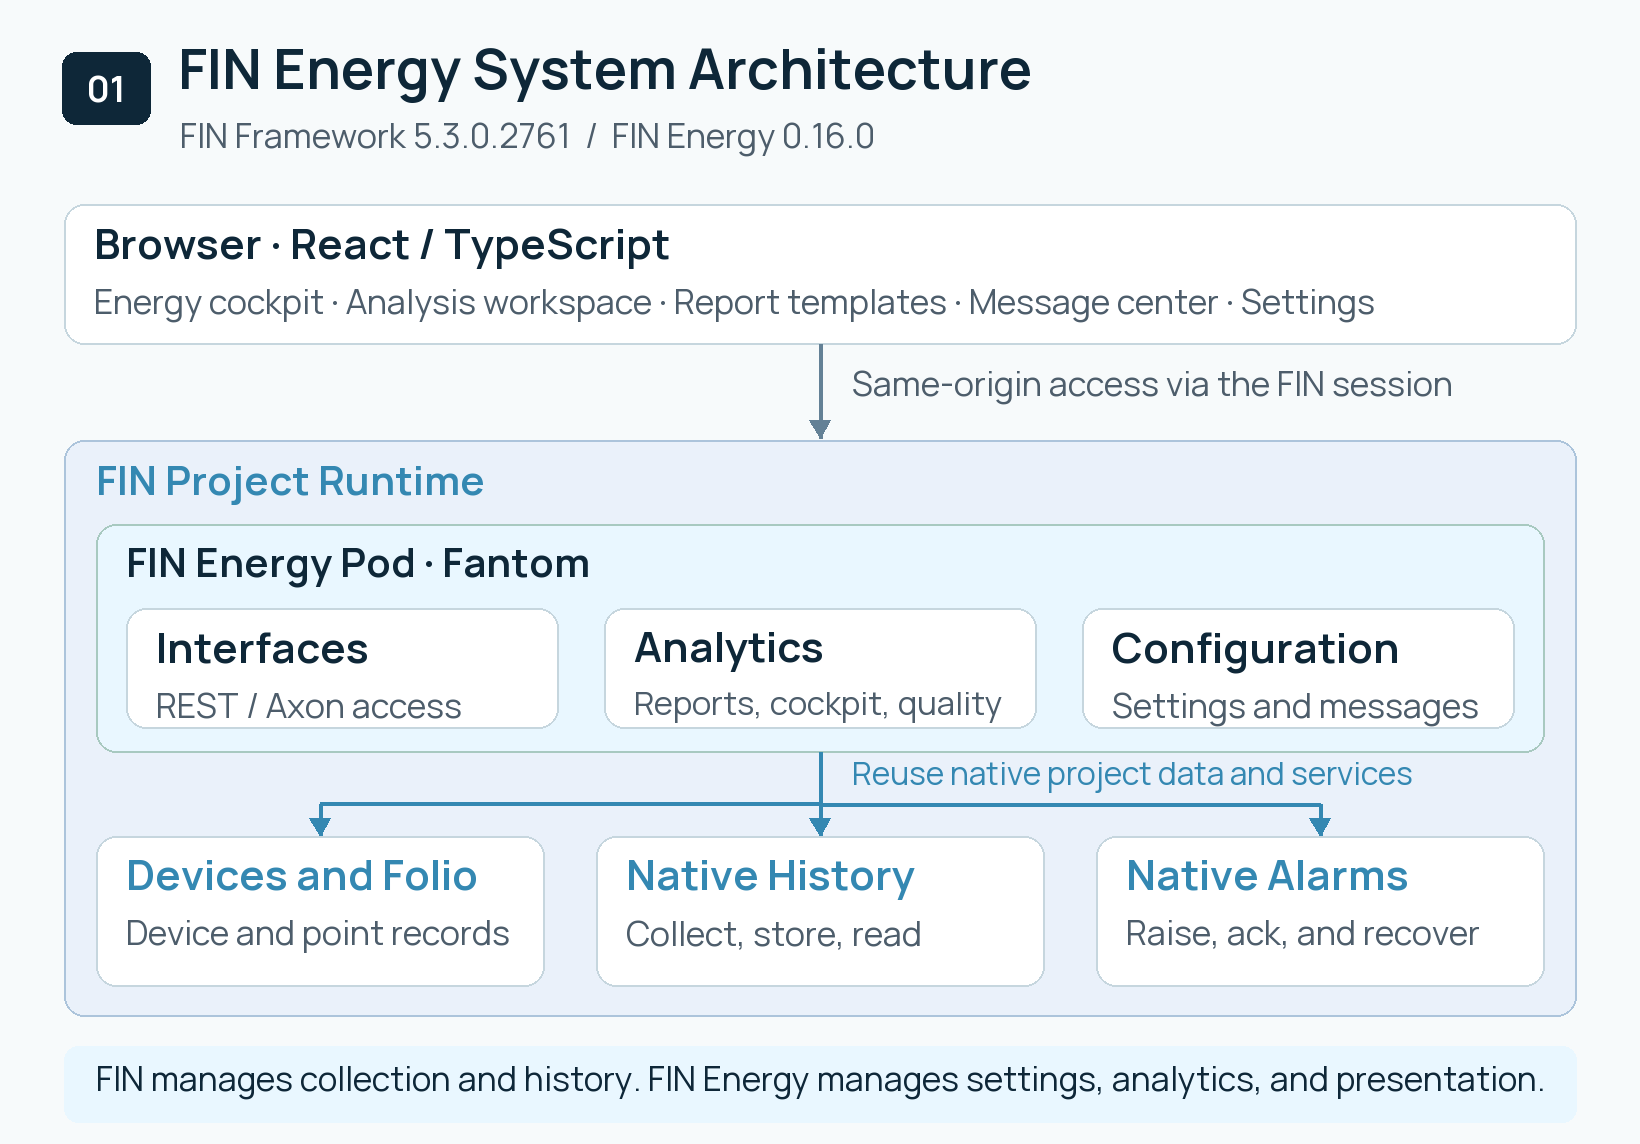 01
FIN Energy System Architecture
FIN Framework 5.3.0.2761 / FIN Energy 0.16.0
Browser · React / TypeScript
Energy cockpit · Analysis workspace · Report templates · Message center · Settings
Same-origin access via the FIN session
FIN Project Runtime
FIN Energy Pod · Fantom
Interfaces
REST / Axon access
Analytics
Reports, cockpit, quality
Configuration
Settings and messages
Reuse native project data and services
Devices and Folio
Device and point records
Native History
Collect, store, read
Native Alarms
Raise, ack, and recover
FIN manages collection and history. FIN Energy manages settings, analytics, and presentation.